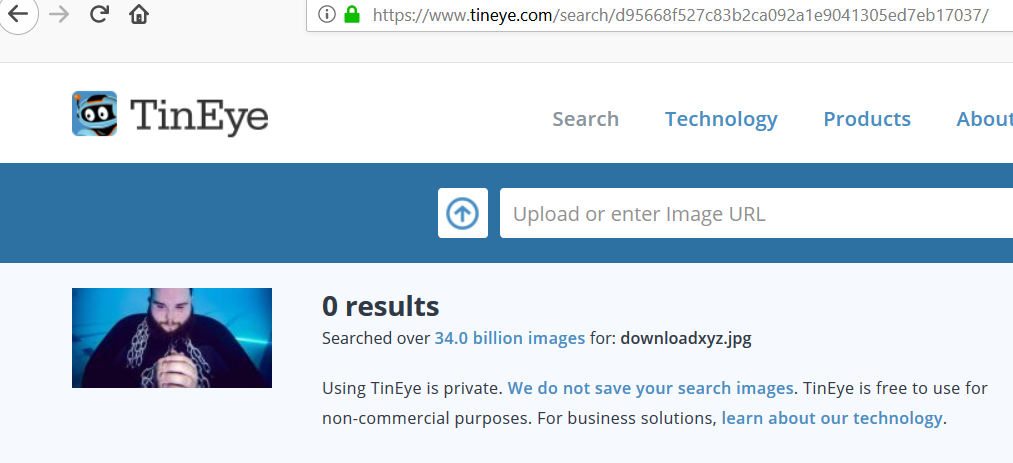 https://www.tineye.com/search/d95668f527c83b2ca092a1e9041305ed7eb17037/
TinEye
Search Technology Products About
Upload or enter Image URL
0 results
Searched over 34.0 billion images for: downloadxyz.jpg
Using TinEye is private. We do not save your search images. TinEye is free to use for
non-commercial purposes. For business solutions, learn about our technology.